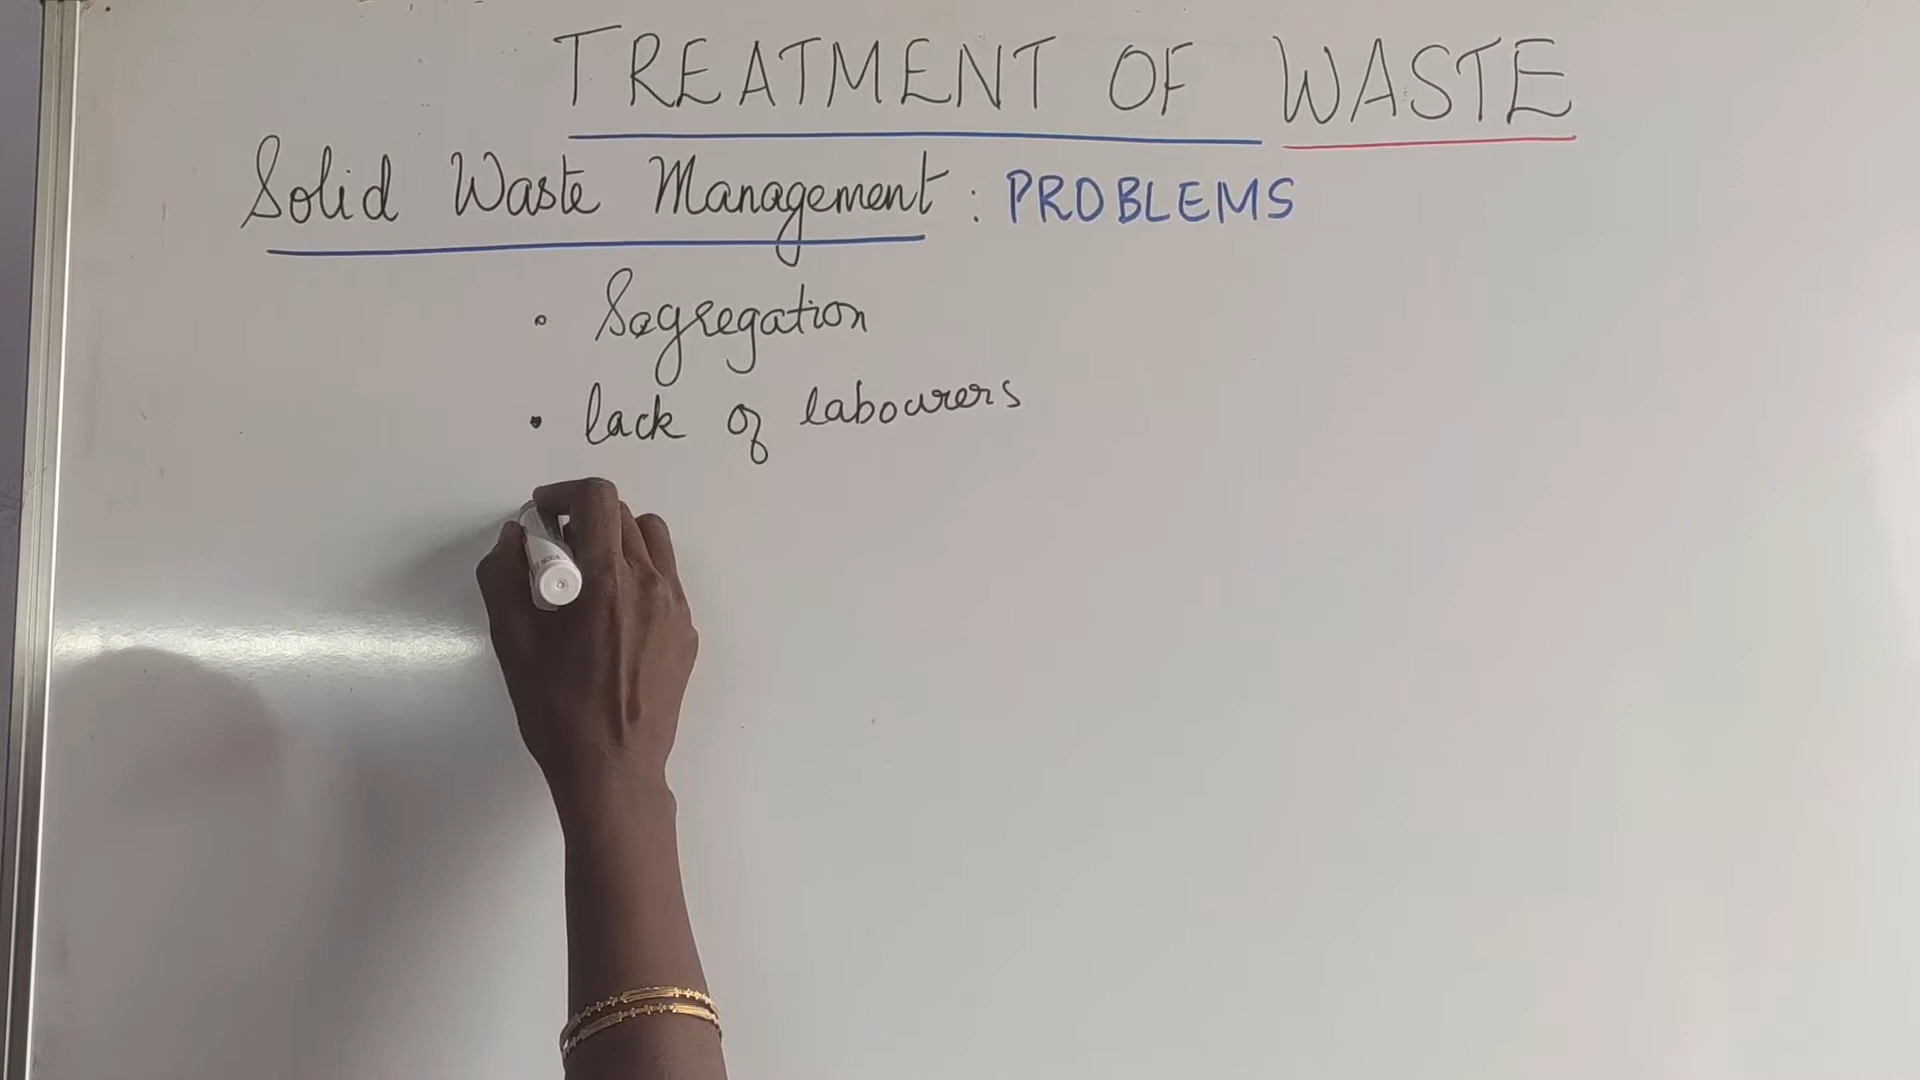 TREATMENT OF WASTE
Solid Waste Management : PROBLEMS
• Segregation
• lack of labourers